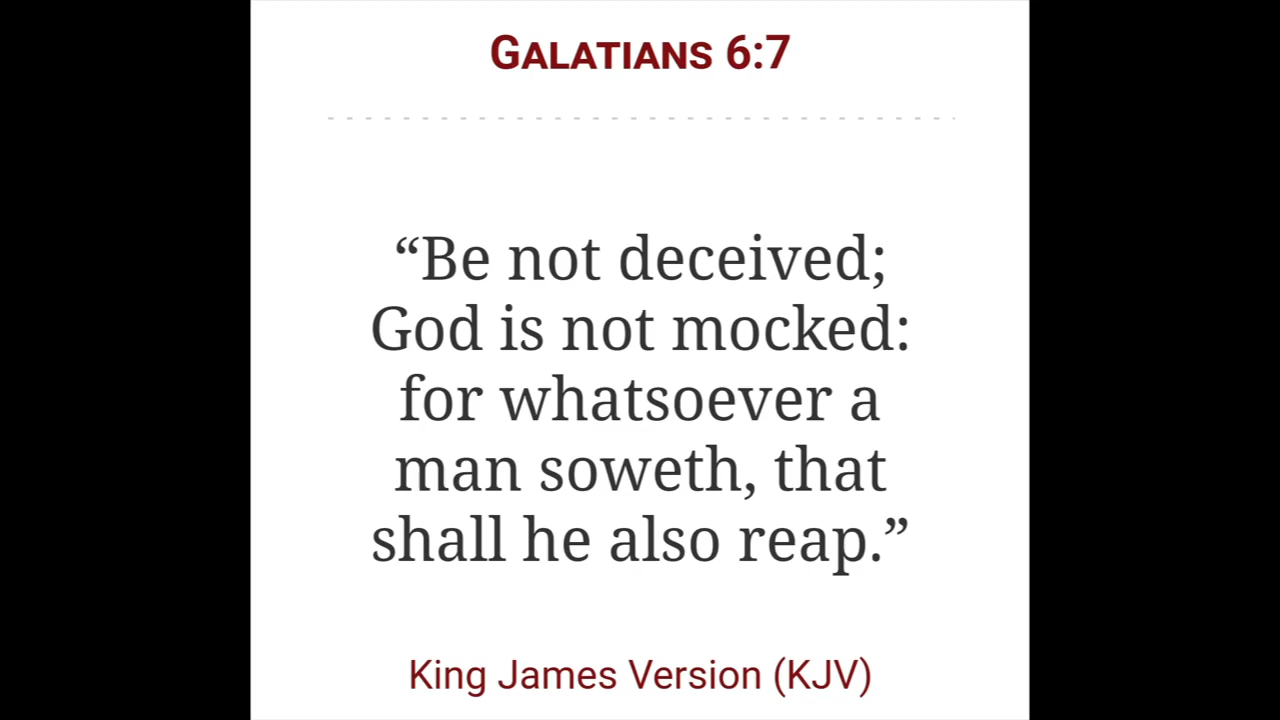 GALATIANS 6:7
“Be not deceived;
God is not mocked:
for whatsoever a
man soweth, that
shall he also reap.”
King James Version (KJV)